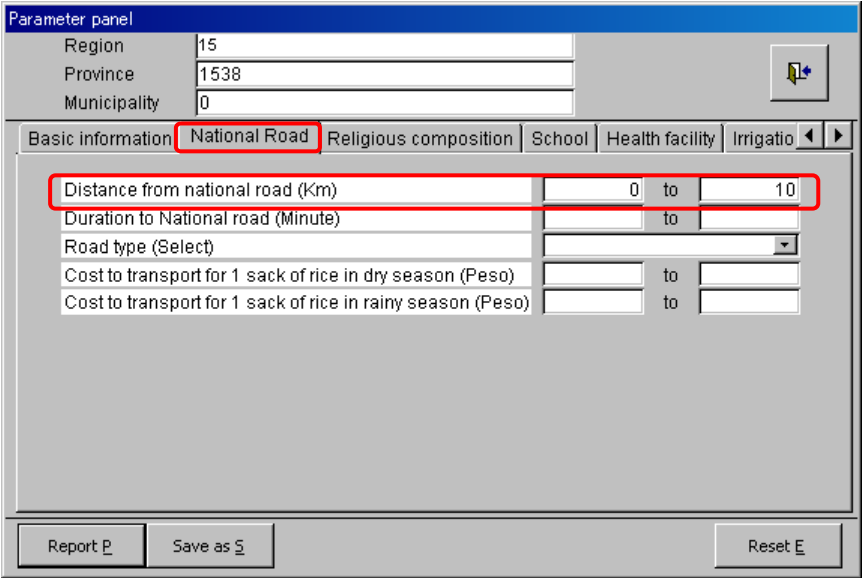 Parameter panel
Region 15
Province 1538
Municipality 0
Basic information National Road Religious composition School Health facility Irrigatio
Distance from national road (Km) 0 to 10
Duration to National road (Minute) to
Road type (Select)
Cost to transport for 1 sack of rice in dry season (Peso) to
Cost to transport for 1 sack of rice in rainy season (Peso) to
Report P Save as S Reset E